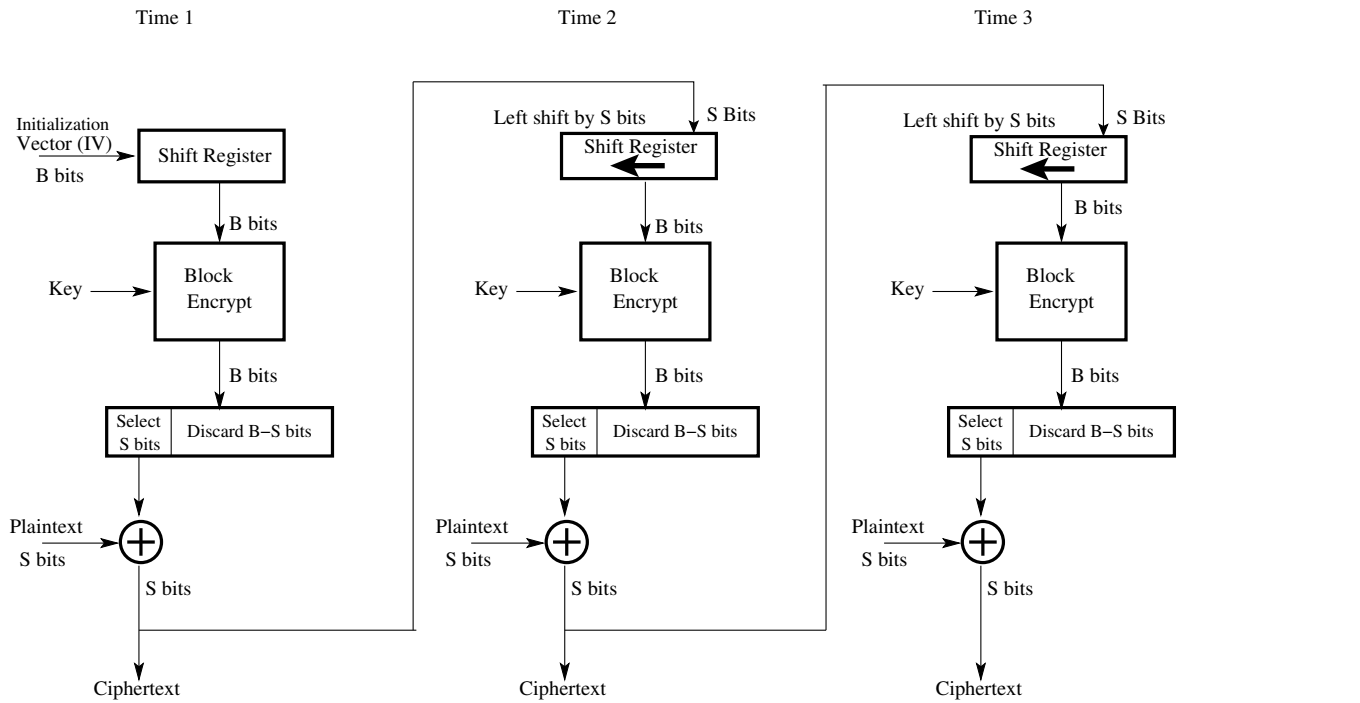 Time 1
Time 2
Time 3
Initialization
Vector (IV)
B bits
Shift Register
B bits
Key
Block
Encrypt
B bits
Select
S bits
Discard B−S bits
Plaintext
S bits
S bits
Ciphertext
Left shift by S bits
S Bits
Shift Register
B bits
Key
Block
Encrypt
B bits
Select
S bits
Discard B−S bits
Plaintext
S bits
S bits
Ciphertext
Left shift by S bits
S Bits
Shift Register
B bits
Key
Block
Encrypt
B bits
Select
S bits
Discard B−S bits
Plaintext
S bits
S bits
Ciphertext